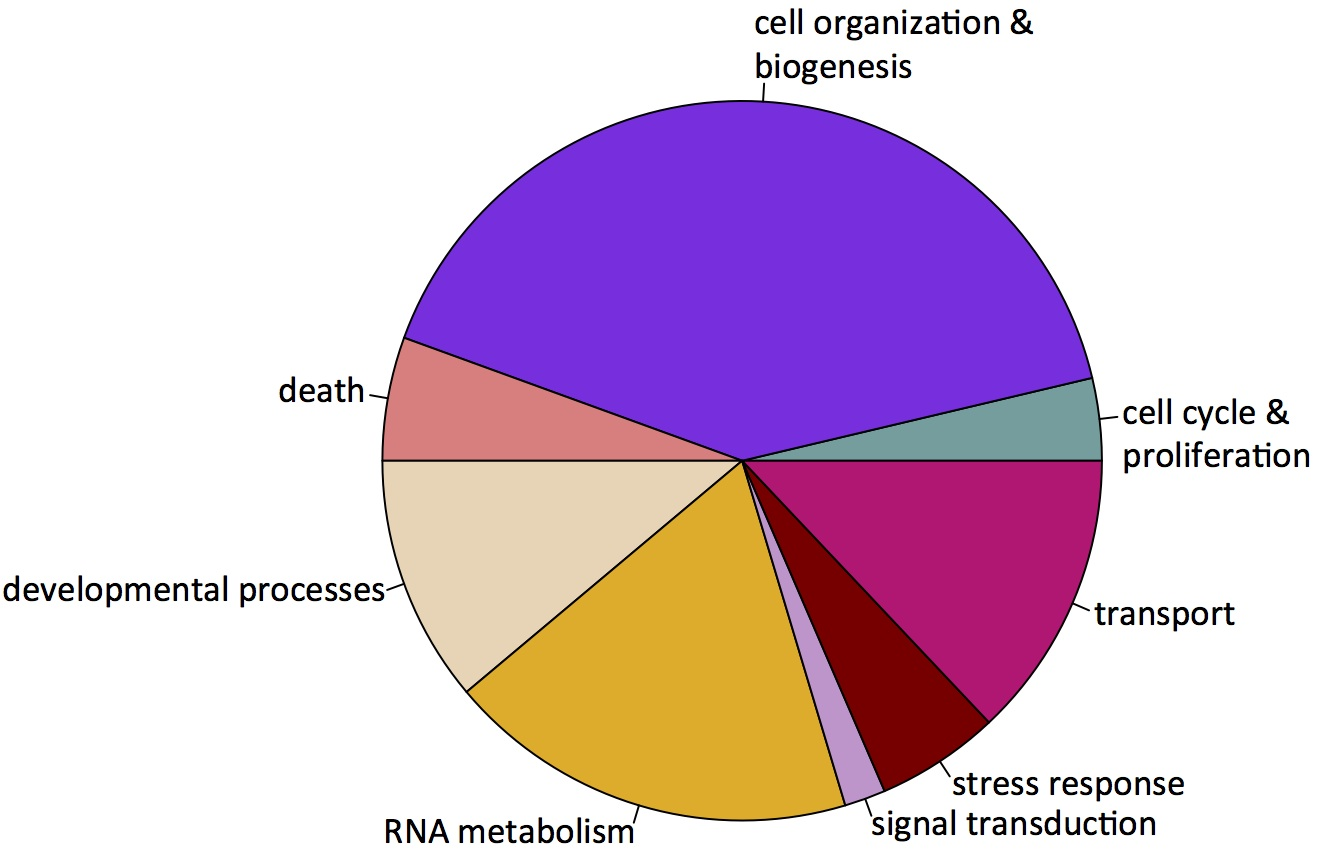 cell organization &
biogenesis
death
cell cycle &
proliferation
developmental processes
transport
stress response
signal transduction
RNA metabolism